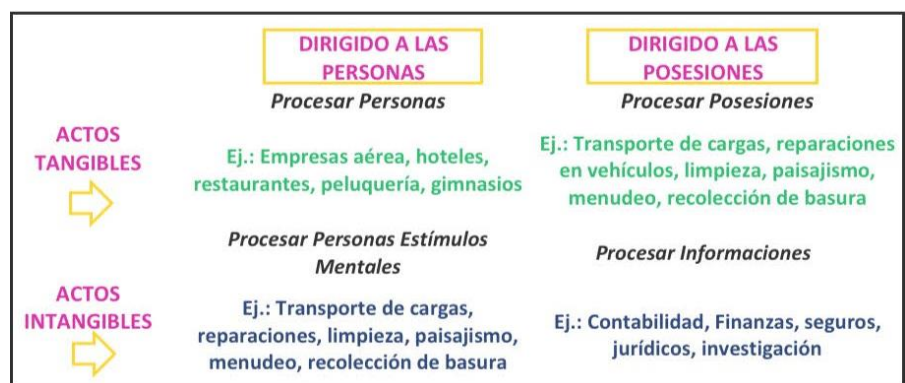 DIRIGIDO A LAS
PERSONAS
DIRIGIDO A LAS
POSESIONES
Procesar Personas
Procesar Posesiones
ACTOS
TANGIBLES
Ej.: Empresas aérea, hoteles,
restaurantes, peluquería, gimnasios
Ej.: Transporte de cargas, reparaciones
en vehículos, limpieza, paisajismo,
menudeo, recolección de basura
Procesar Personas Estímulos
Mentales
Procesar Informaciones
ACTOS
INTANGIBLES
Ej.: Transporte de cargas,
reparaciones, limpieza, paisajismo,
menudeo, recolección de basura
Ej.: Contabilidad, Finanzas, seguros,
jurídicos, investigación